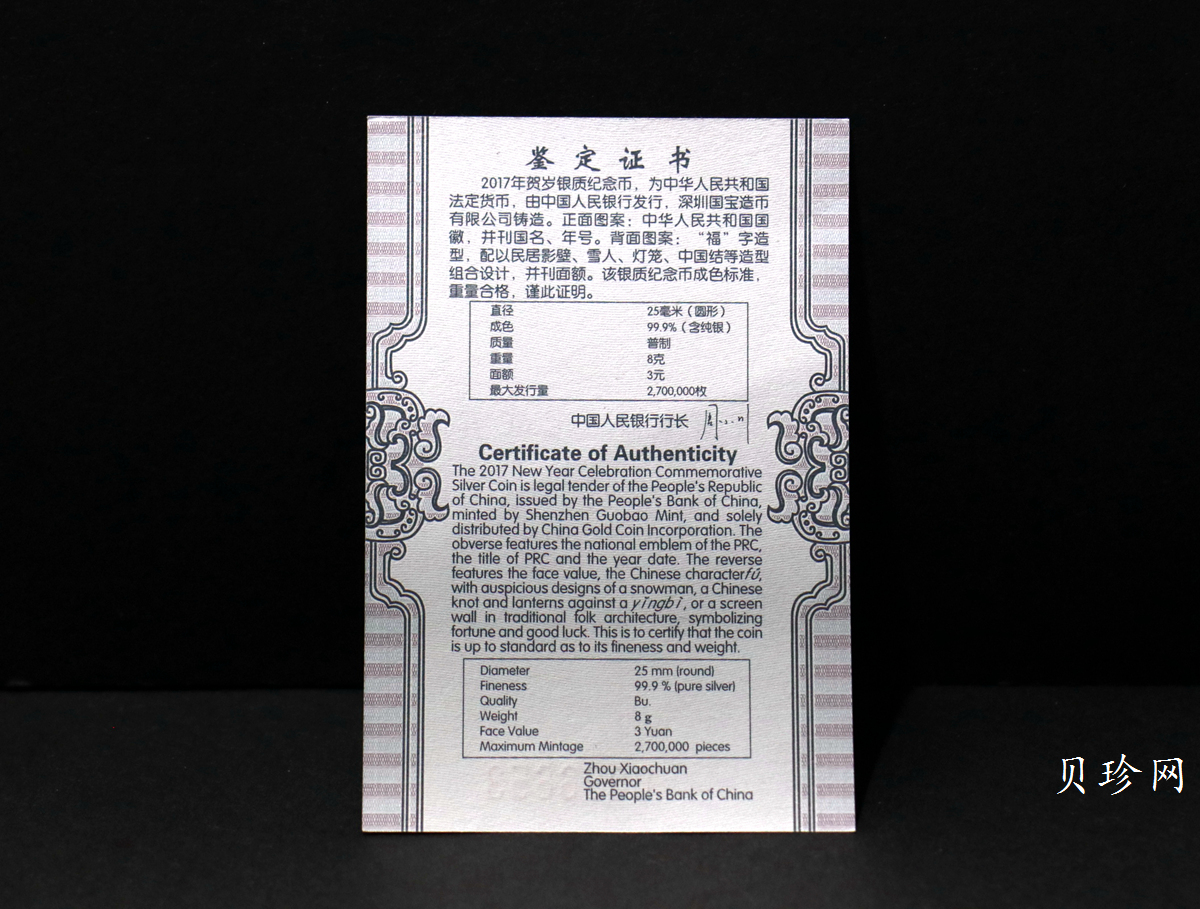 鉴定证书
2017年贺岁银质纪念币，为中华人民共和国
法定货币，由中国人民银行发行，深圳国宝造币
有限公司铸造。正面图案：中华人民共和国国
徽，并刊国名、年号。背面图案：“福”字造
型，配以民居影壁、雪人、灯笼、中国结等造型
组合设计，并刊面额。该银质纪念币成色标准，
重量合格，谨此证明。
直径 25毫米（圆形）
成色 99.9%（含纯银）
质量 普制
重量 8克
面额 3元
最大发行量 2,700,000枚
中国人民银行行长
Certificate of Authenticity
The 2017 New Year Celebration Commemorative
Silver Coin is legal tender of the People's Republic
of China, issued by the People's Bank of China,
minted by Shenzhen Guobao Mint, and solely
distributed by China Gold Coin Incorporation. The
obverse features the national emblem of the PRC,
the title of PRC and the year date. The reverse
features the face value, the Chinese character fú,
with auspicious designs of a snowman, a Chinese
knot and lanterns against a yǐngbì, or a screen
wall in traditional folk architecture, symbolizing
fortune and good luck. This is to certify that the coin
is up to standard as to its fineness and weight.
Diameter 25 mm (round)
Fineness 99.9 % (pure silver)
Quality Bu.
Weight 8 g
Face Value 3 Yuan
Maximum Mintage 2,700,000 pieces
Zhou Xiaochuan
Governor
The People's Bank of China
贝珍网